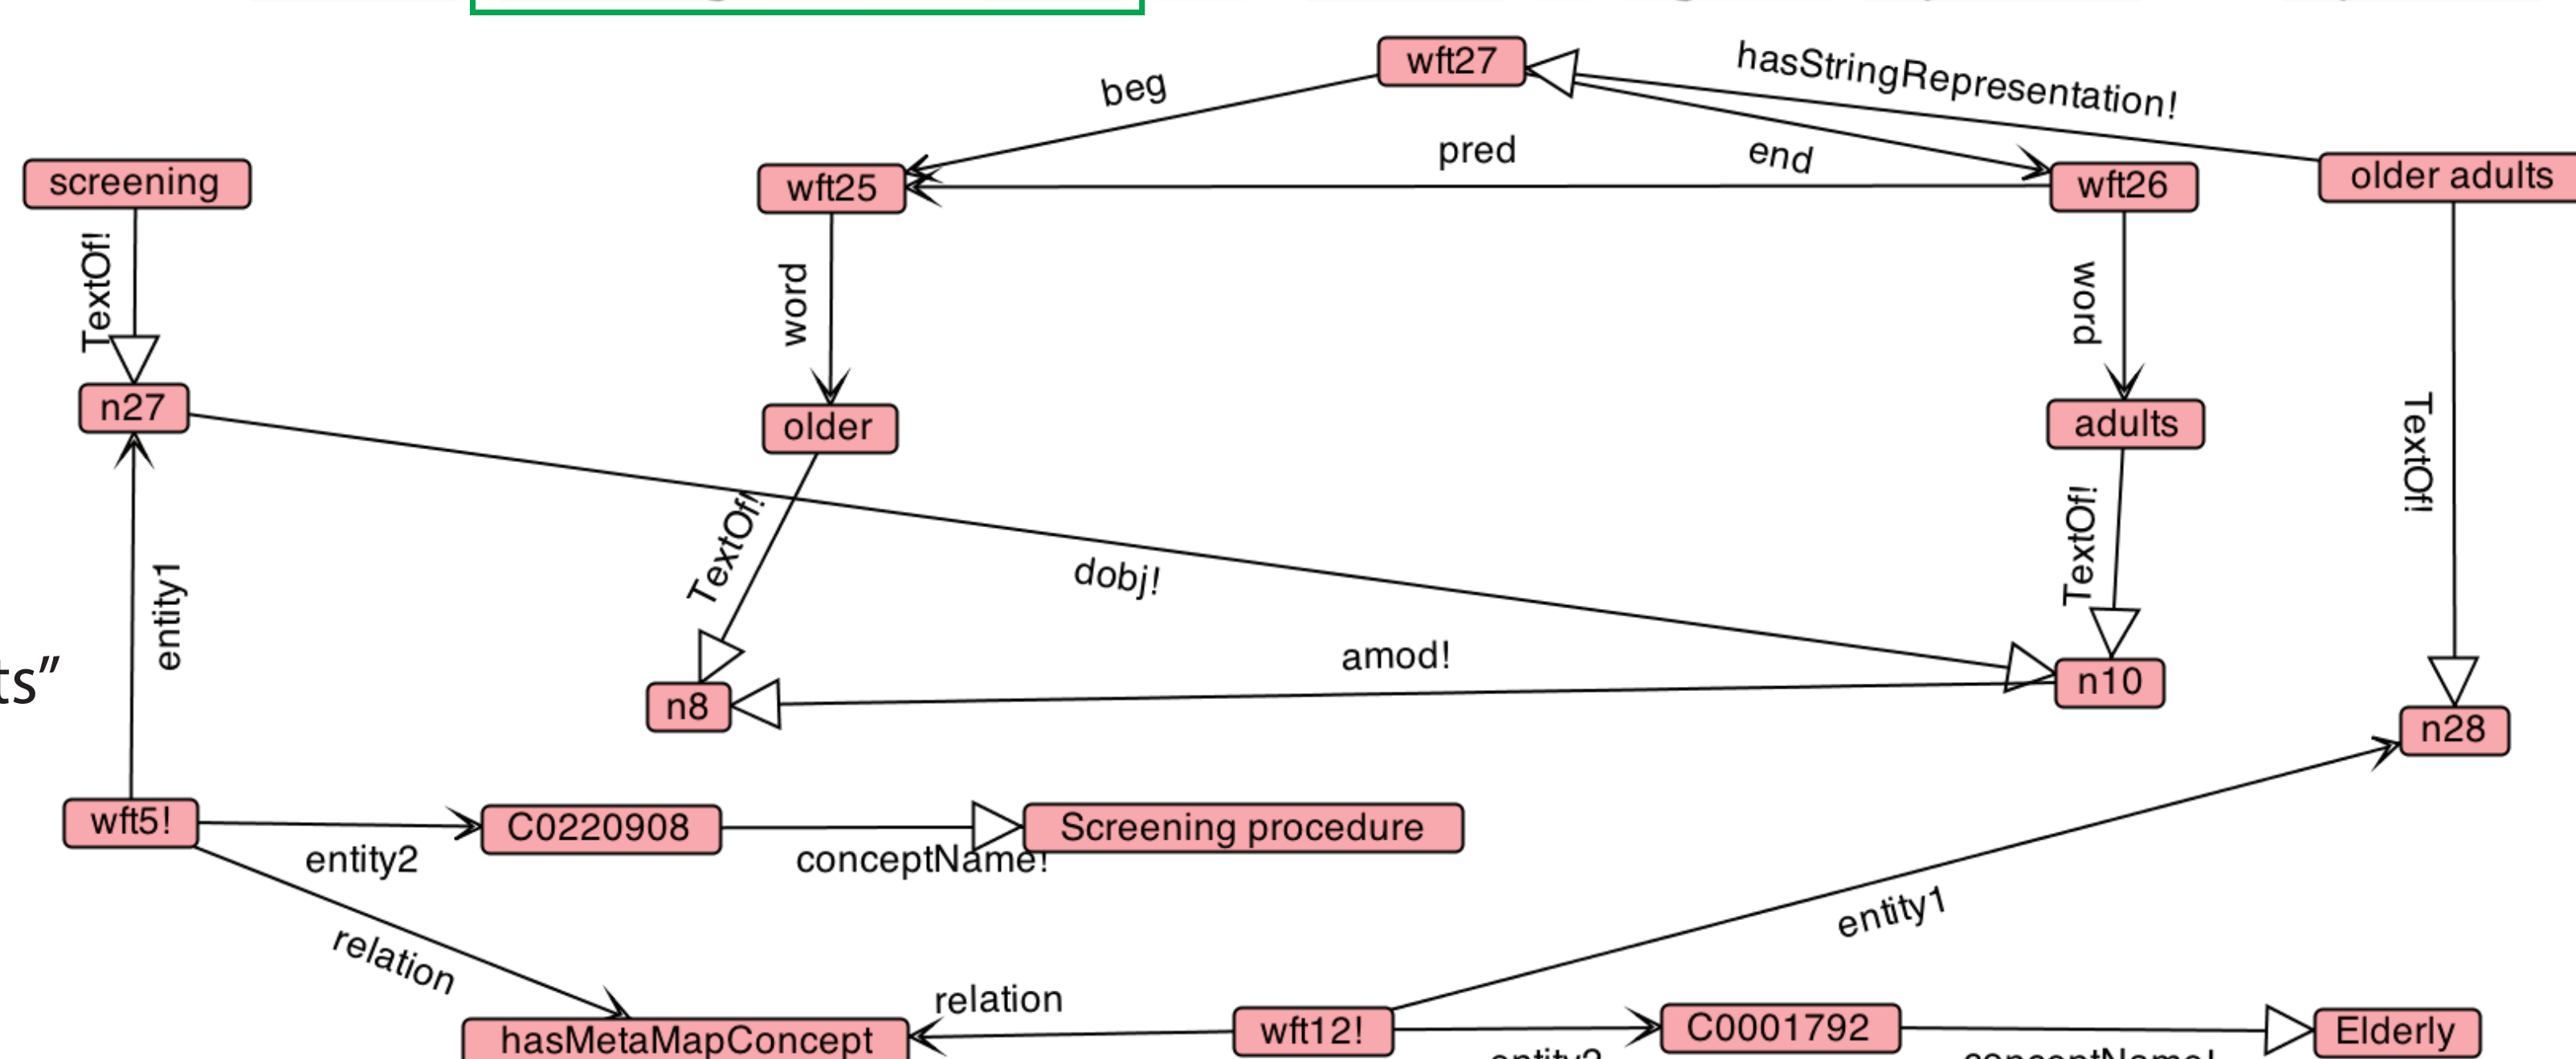 wft27
hasStringRepresentation!
beg
pred
end
screening
wft25
wft26
older adults
TextOf!
word
word
n27
older
adults
TextOf!
TextOf!
TextOf!
dobj!
entity1
amod!
ts”
n8
n10
n28
wft5!
C0220908
Screening procedure
entity2
conceptName!
entity1
relation
relation
hasMetaMapConcept
wft12!
C0001792
Elderly
entity2
conceptName!